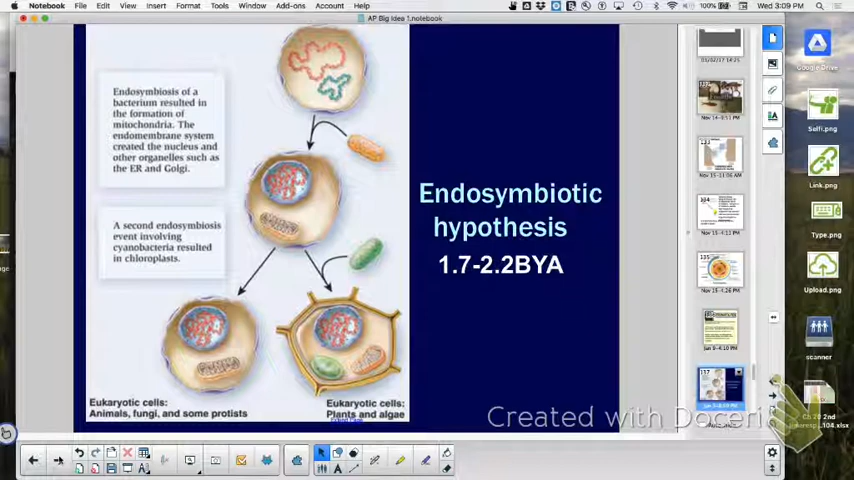 Notebook File Edit View Insert Format Tools Window Add-ons Account Help
100% Wed 3:09 PM
AP Big Idea 1.notebook
Endosymbiosis of a
bacterium resulted in
the formation of
mitochondria. The
endomembrane system
created the nucleus and
other organelles such as
the ER and Golgi.
A second endosymbiosis
event involving
cyanobacteria resulted
in chloroplasts.
Endosymbiotic
hypothesis
1.7-2.2BYA
Eukaryotic cells:
Animals, fungi, and some protists
Eukaryotic cells:
Plants and algae
Google Drive
Selfi.png
Link.png
Type.png
Upload.png
scanner
Created with Doceri